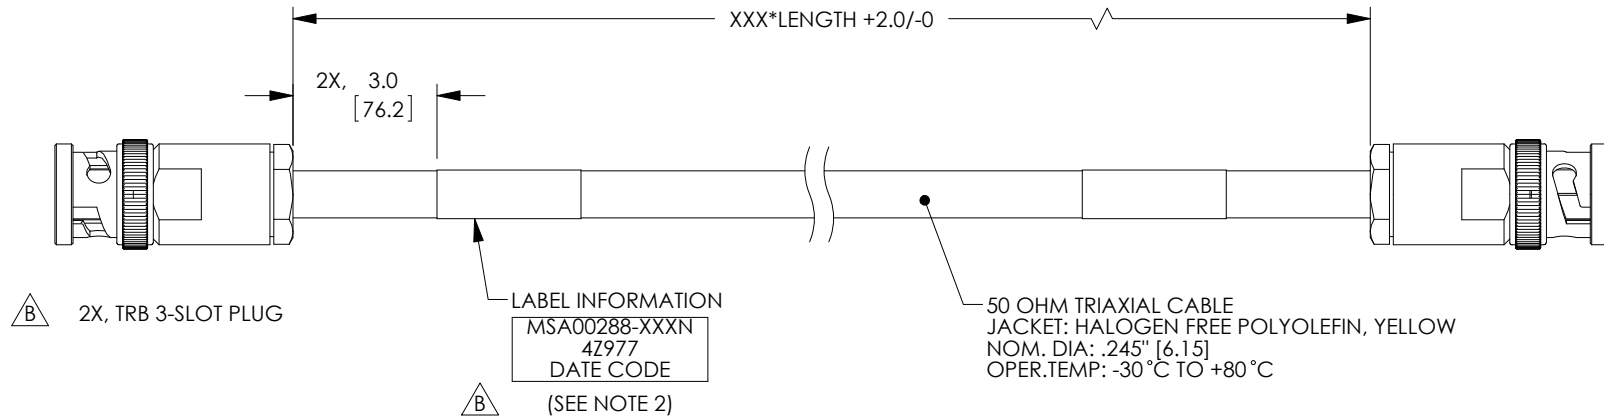 XXX*LENGTH +2.0/-0
2X, 3.0
[76.2]
B 2X, TRB 3-SLOT PLUG
LABEL INFORMATION
MSA00288-XXXN
4Z977
DATE CODE
B (SEE NOTE 2)
50 OHM TRIAXIAL CABLE
JACKET: HALOGEN FREE POLYOLEFIN, YELLOW
NOM. DIA: .245" [6.15]
OPER.TEMP: -30°C TO +80°C